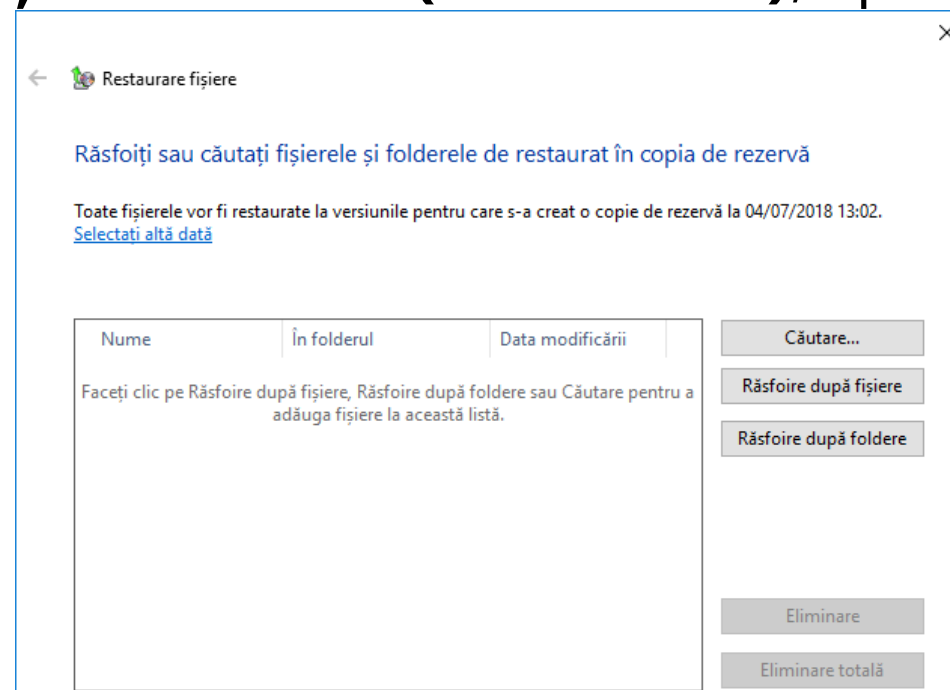 Restaurare fișiere
Răsfoiți sau căutați fișierele și folderele de restaurat în copia de rezervă
Toate fișierele vor fi restaurate la versiunile pentru care s-a creat o copie de rezervă la 04/07/2018 13:02.
Selectați altă dată
Nume În folderul Data modificării
Căutare...
Faceți clic pe Răsfoire după fișiere, Răsfoire după foldere sau Căutare pentru a
adăuga fișiere la această listă.
Răsfoire după fișiere
Răsfoire după foldere
Eliminare
Eliminare totală